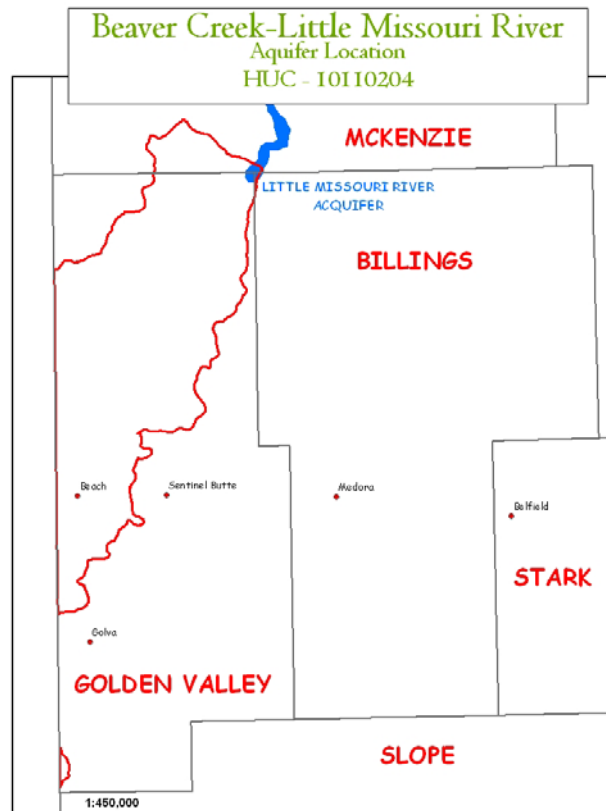 Beaver Creek-Little Missouri River
Aquifer Location
HUC - 10110204
MCKENZIE
LITTLE MISSOURI RIVER
ACQUIFER
BILLINGS
Beach
Sentinel Butte
Medora
Belfield
STARK
Golva
GOLDEN VALLEY
SLOPE
1:450,000